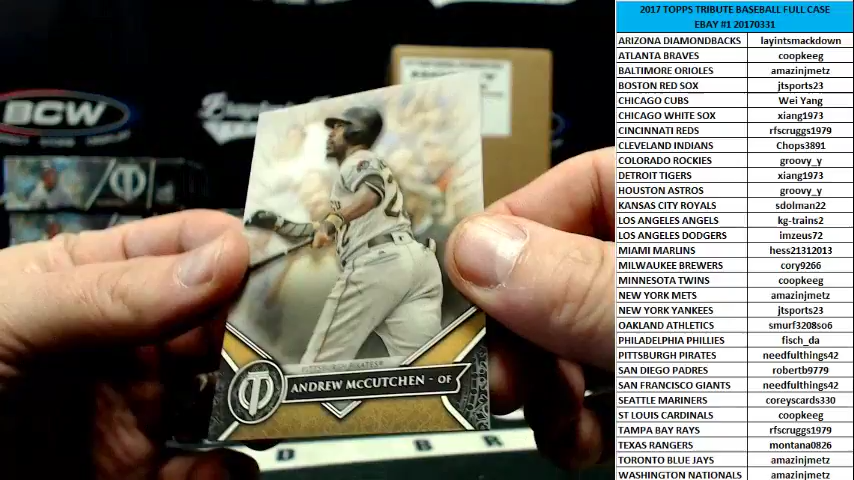 BCW
PITTSBURGH PIRATES®
ANDREW McCUTCHEN - OF
D B R
2017 TOPPS TRIBUTE BASEBALL FULL CASE
EBAY #1 20170331
ARIZONA DIAMONDBACKS layintsmackdown
ATLANTA BRAVES coopkeeg
BALTIMORE ORIOLES amazinjmetz
BOSTON RED SOX jtsports23
CHICAGO CUBS Wei Yang
CHICAGO WHITE SOX xiang1973
CINCINNATI REDS rfscruggs1979
CLEVELAND INDIANS Chops3891
COLORADO ROCKIES groovy_y
DETROIT TIGERS xiang1973
HOUSTON ASTROS groovy_y
KANSAS CITY ROYALS sdolman22
LOS ANGELES ANGELS kg-trains2
LOS ANGELES DODGERS imzeus72
MIAMI MARLINS hess21312013
MILWAUKEE BREWERS cory9266
MINNESOTA TWINS coopkeeg
NEW YORK METS amazinjmetz
NEW YORK YANKEES jtsports23
OAKLAND ATHLETICS smurf3208so6
PHILADELPHIA PHILLIES fisch_da
PITTSBURGH PIRATES needfulthings42
SAN DIEGO PADRES robertb9779
SAN FRANCISCO GIANTS needfulthings42
SEATTLE MARINERS coreyscards330
ST LOUIS CARDINALS coopkeeg
TAMPA BAY RAYS rfscruggs1979
TEXAS RANGERS montana0826
TORONTO BLUE JAYS amazinjmetz
WASHINGTON NATIONALS amazinjmetz